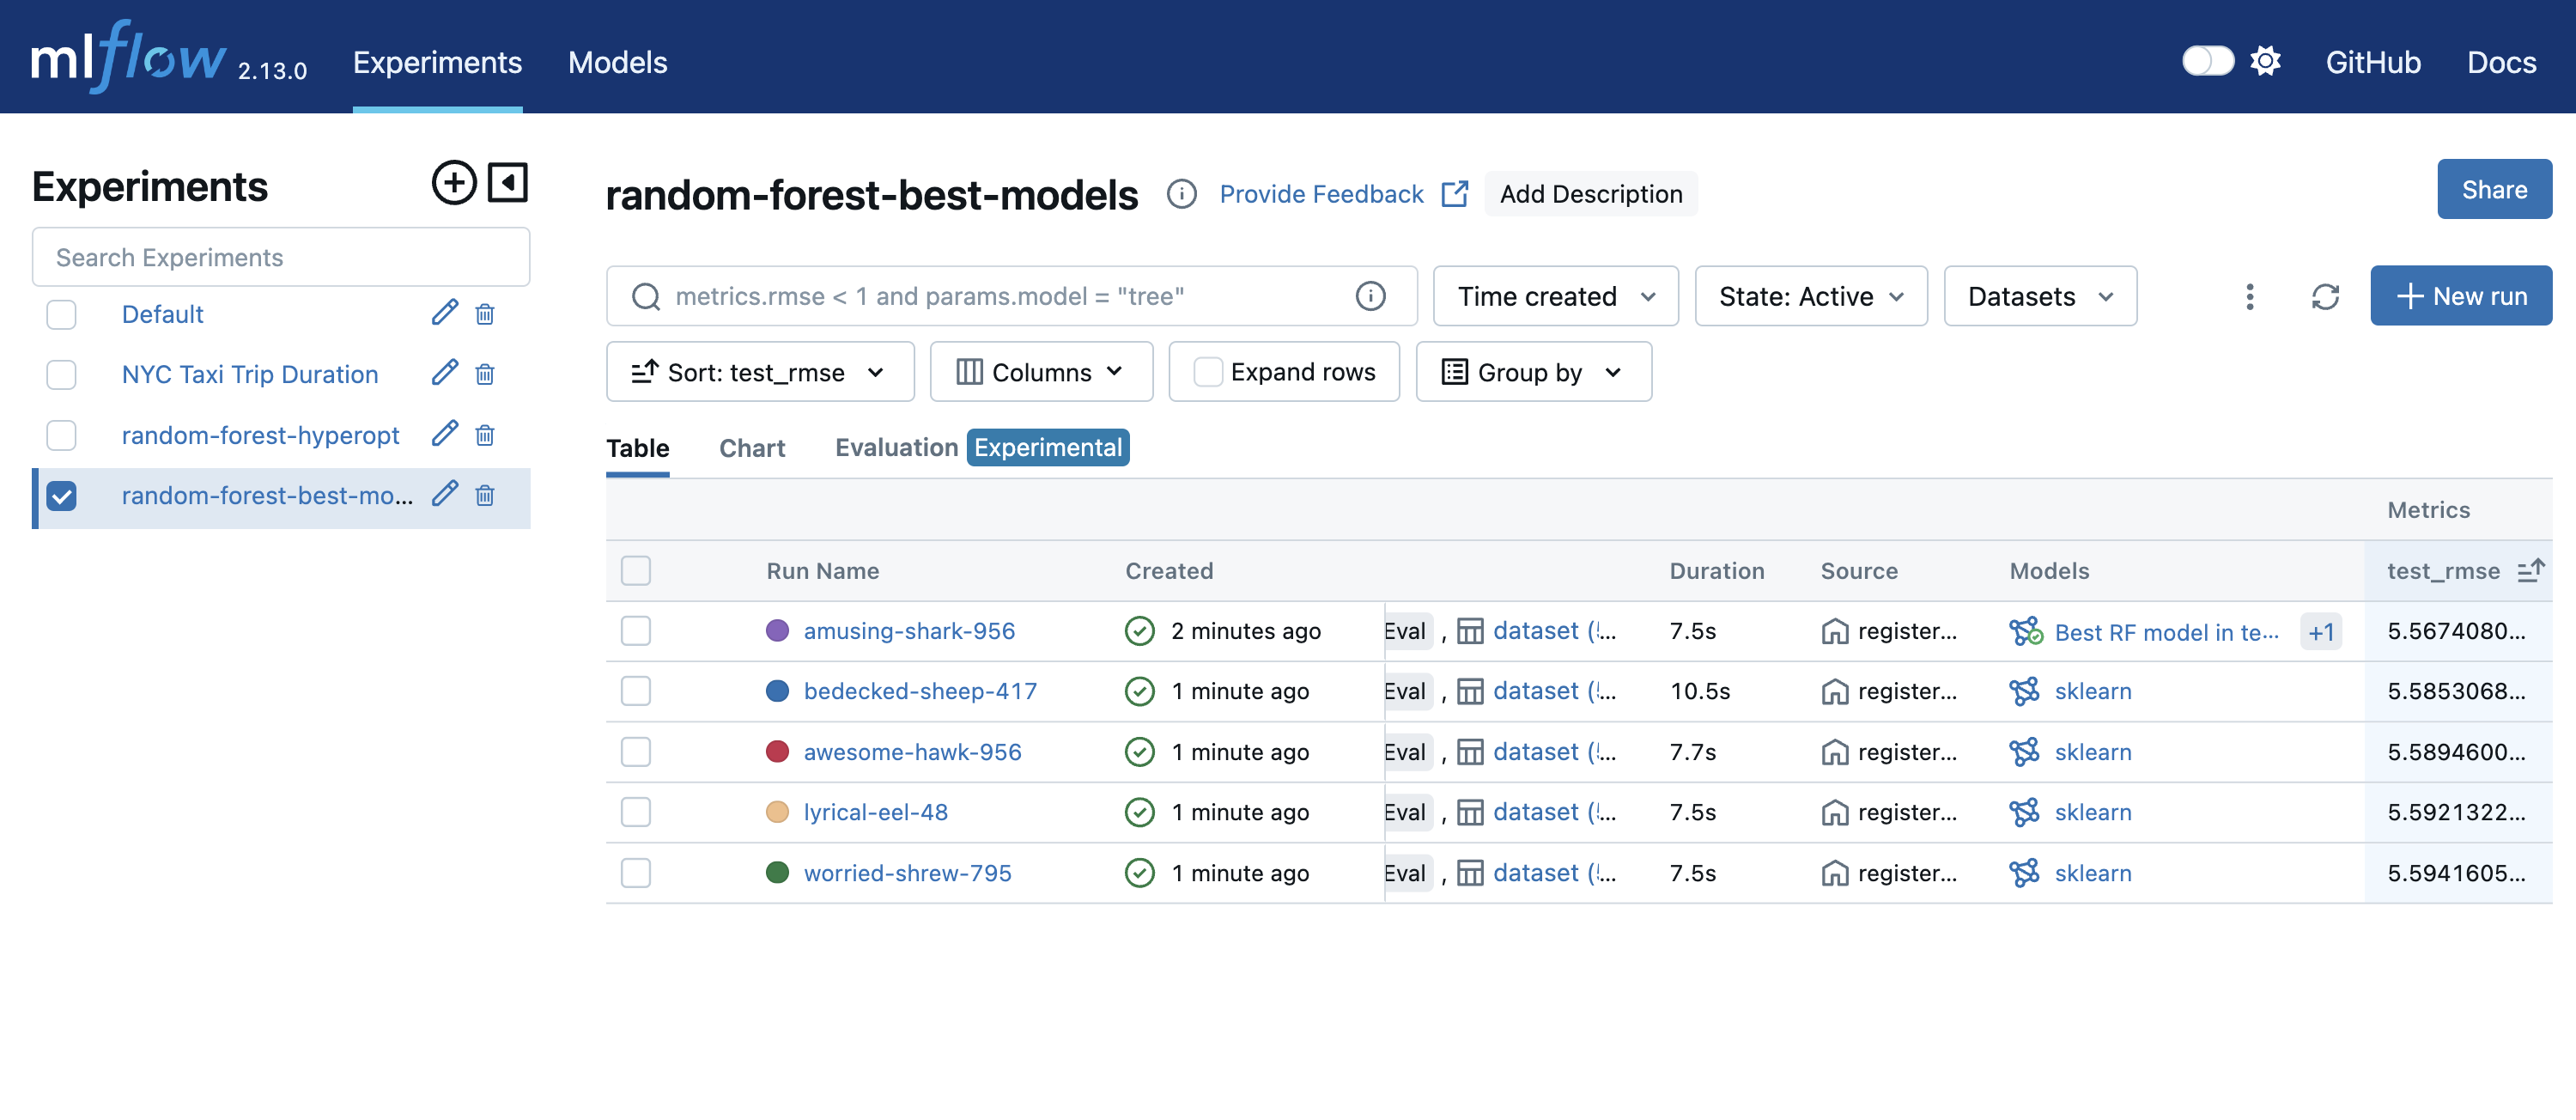 mlflow 2.13.0 Experiments Models GitHub Docs
Experiments
Search Experiments
Default
NYC Taxi Trip Duration
random-forest-hyperopt
random-forest-best-mo...
random-forest-best-models Provide Feedback Add Description Share
metrics.rmse < 1 and params.model = "tree" Time created State: Active Datasets New run
Sort: test_rmse Columns Expand rows Group by
Table Chart Evaluation Experimental
Metrics
Run Name Created Duration Source Models test_rmse
amusing-shark-956 2 minutes ago Eval , dataset (... 7.5s register... Best RF model in te... +1 5.5674080...
bedecked-sheep-417 1 minute ago Eval , dataset (... 10.5s register... sklearn 5.5853068...
awesome-hawk-956 1 minute ago Eval , dataset (... 7.7s register... sklearn 5.5894600...
lyrical-eel-48 1 minute ago Eval , dataset (... 7.5s register... sklearn 5.5921322...
worried-shrew-795 1 minute ago Eval , dataset (... 7.5s register... sklearn 5.5941605...